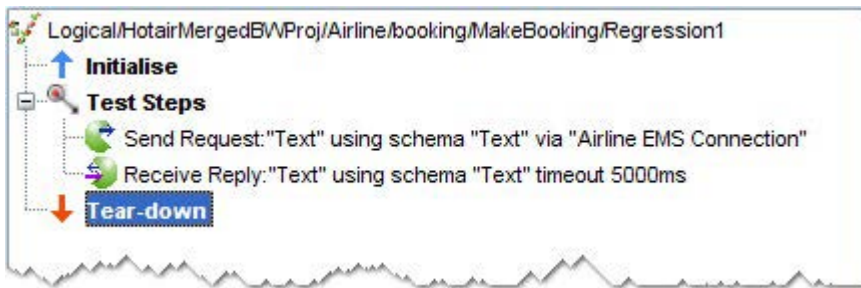 Logical/HotairMergedBWProj/Airline/booking/MakeBooking/Regression1
Initialise
Test Steps
Send Request:"Text" using schema "Text" via "Airline EMS Connection"
Receive Reply:"Text" using schema "Text" timeout 5000ms
Tear-down